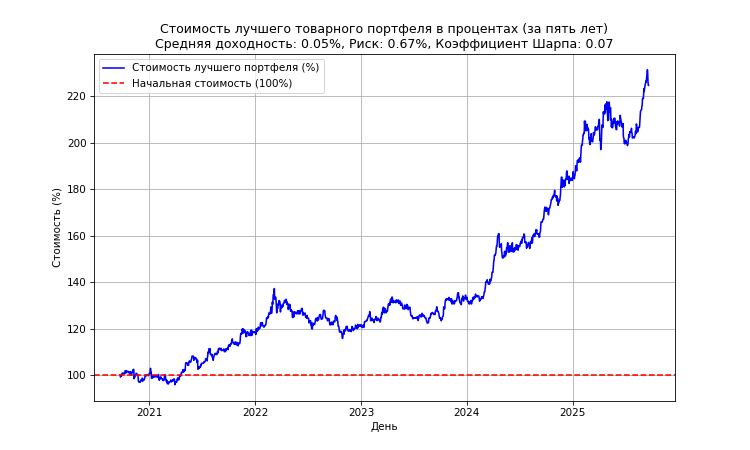 Стоимость лучшего товарного портфеля в процентах (за пять лет)
Средняя доходность: 0.05%, Риск: 0.67%, Коэффициент Шарпа: 0.07
Стоимость лучшего портфеля (%)
Начальная стоимость (100%)
Стоимость (%)
220
200
180
160
140
120
100
2021
2022
2023
2024
2025
День